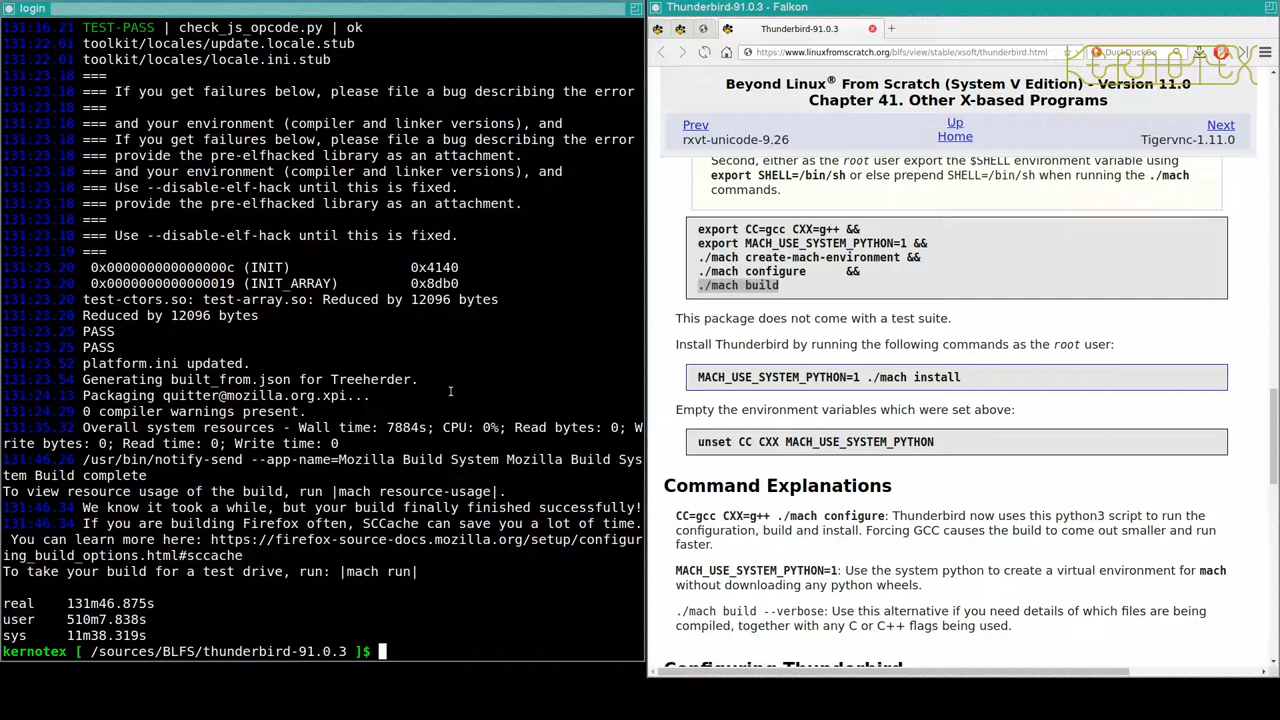 login
131:16.21 TEST-PASS | check_js_opcode.py | ok
131:22.01 toolkit/locales/update.locale.stub
131:22.01 toolkit/locales/locale.ini.stub
131:23.18 ===
131:23.18 === If you get failures below, please file a bug describing the error
131:23.18 ===
131:23.18 === and your environment (compiler and linker versions), and
131:23.18 === If you get failures below, please file a bug describing the error
131:23.18 === provide the pre-elfhacked library as an attachment.
131:23.18 === and your environment (compiler and linker versions), and
131:23.18 === Use --disable-elf-hack until this is fixed.
131:23.18 === provide the pre-elfhacked library as an attachment.
131:23.18 ===
131:23.18 === Use --disable-elf-hack until this is fixed.
131:23.19 ===
131:23.20  0x000000000000000c (INIT)               0x4140
131:23.20  0x0000000000000019 (INIT_ARRAY)         0x8db0
131:23.20 test-ctors.so: test-array.so: Reduced by 12096 bytes
131:23.20 Reduced by 12096 bytes
131:23.25 PASS
131:23.25 PASS
131:23.52 platform.ini updated.
131:23.54 Generating built_from.json for Treeherder.
131:24.13 Packaging quitter@mozilla.org.xpi...
131:24.29 0 compiler warnings present.
131:35.32 Overall system resources - Wall time: 7884s; CPU: 0%; Read bytes: 0; W
rite bytes: 0; Read time: 0; Write time: 0
131:46.26 /usr/bin/notify-send --app-name=Mozilla Build System Mozilla Build Sys
tem Build complete
To view resource usage of the build, run |mach resource-usage|.
131:46.34 We know it took a while, but your build finally finished successfully!
131:46.34 If you are building Firefox often, SCCache can save you a lot of time.
You can learn more here: https://firefox-source-docs.mozilla.org/setup/configur
ing_build_options.html#sccache
To take your build for a test drive, run: |mach run|
real    131m46.875s
user    510m7.838s
sys     11m38.319s
kernotex [ /sources/BLFS/thunderbird-91.0.3 ]$
Thunderbird-91.0.3 - Falkon
Thunderbird-91.0.3
https://www.linuxfromscratch.org/blfs/view/stable/xsoft/thunderbird.html
DuckDuckGo
KERNOTEX
Beyond Linux® From Scratch (System V Edition) - Version 11.0
Chapter 41. Other X-based Programs
Prev Up Next
rxvt-unicode-9.26 Home Tigervnc-1.11.0
Second, either as the root user export the $SHELL environment variable using
export SHELL=/bin/sh or else prepend SHELL=/bin/sh when running the ./mach
commands.
export CC=gcc CXX=g++ &&
export MACH_USE_SYSTEM_PYTHON=1 &&
./mach create-mach-environment &&
./mach configure     &&
./mach build
This package does not come with a test suite.
Install Thunderbird by running the following commands as the root user:
MACH_USE_SYSTEM_PYTHON=1 ./mach install
Empty the environment variables which were set above:
unset CC CXX MACH_USE_SYSTEM_PYTHON
Command Explanations
CC=gcc CXX=g++ ./mach configure: Thunderbird now uses this python3 script to run the
configuration, build and install. Forcing GCC causes the build to come out smaller and run
faster.
MACH_USE_SYSTEM_PYTHON=1: Use the system python to create a virtual environment for mach
without downloading any python wheels.
./mach build --verbose: Use this alternative if you need details of which files are being
compiled, together with any C or C++ flags being used.
Configuring Thunderbird